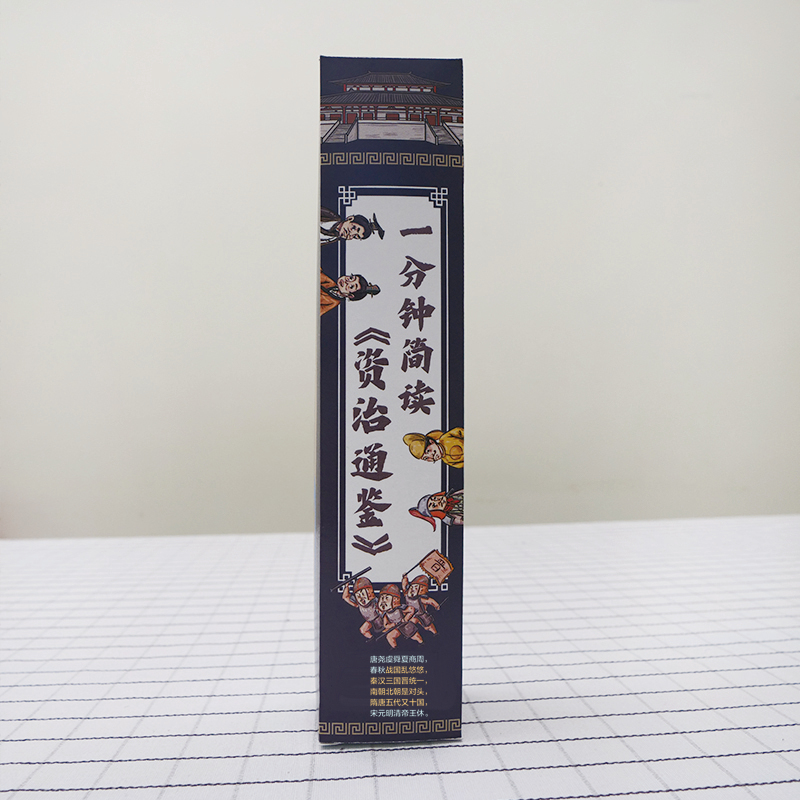 一分钟简读
《资治通鉴》
唐尧虞舜夏商周，
春秋战国乱悠悠，
秦汉三国晋统一，
南朝北朝是对头，
隋唐五代又十国，
宋元明清帝王休。